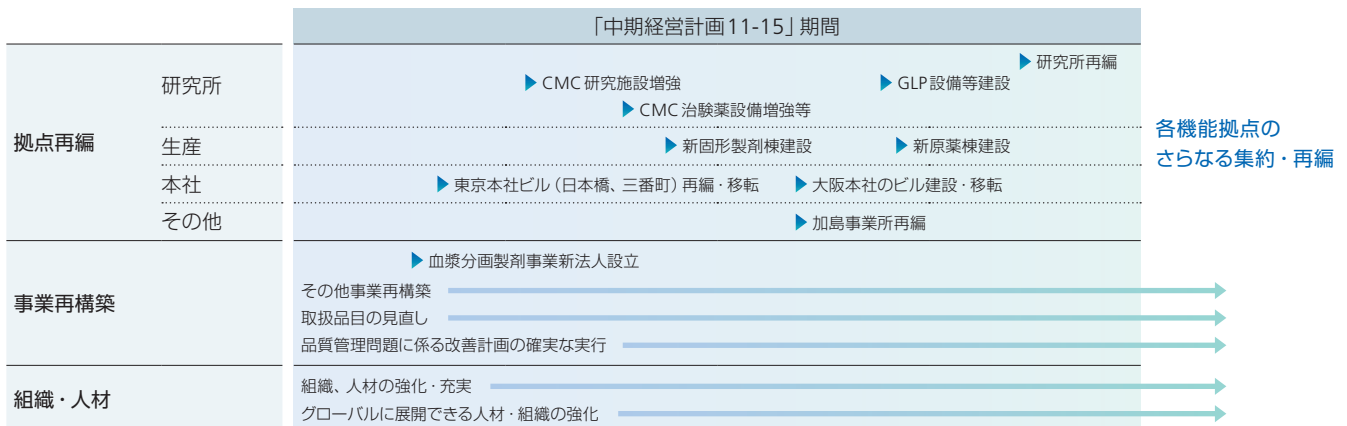 「中期経営計画11-15」期間
拠点再編
研究所
▶研究所再編
▶CMC研究施設増強
▶GLP設備等建設
▶CMC治験薬設備増強等
生産
▶新固形製剤棟建設
▶新原薬棟建設
本社
▶東京本社ビル（日本橋、三番町）再編・移転
▶大阪本社のビル建設・移転
その他
▶加島事業所再編
各機能拠点の
さらなる集約・再編
事業再構築
▶血漿分画製剤事業新法人設立
その他事業再構築
取扱品目の見直し
品質管理問題に係る改善計画の確実な実行
組織・人材
組織、人材の強化・充実
グローバルに展開できる人材・組織の強化